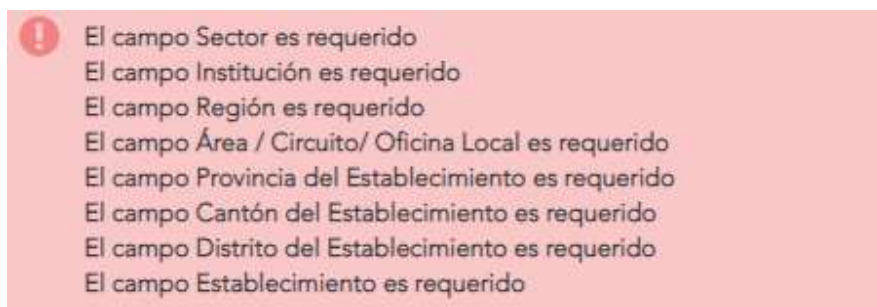 El campo Sector es requerido
El campo Institución es requerido
El campo Región es requerido
El campo Área / Circuito/ Oficina Local es requerido
El campo Provincia del Establecimiento es requerido
El campo Cantón del Establecimiento es requerido
El campo Distrito del Establecimiento es requerido
El campo Establecimiento es requerido